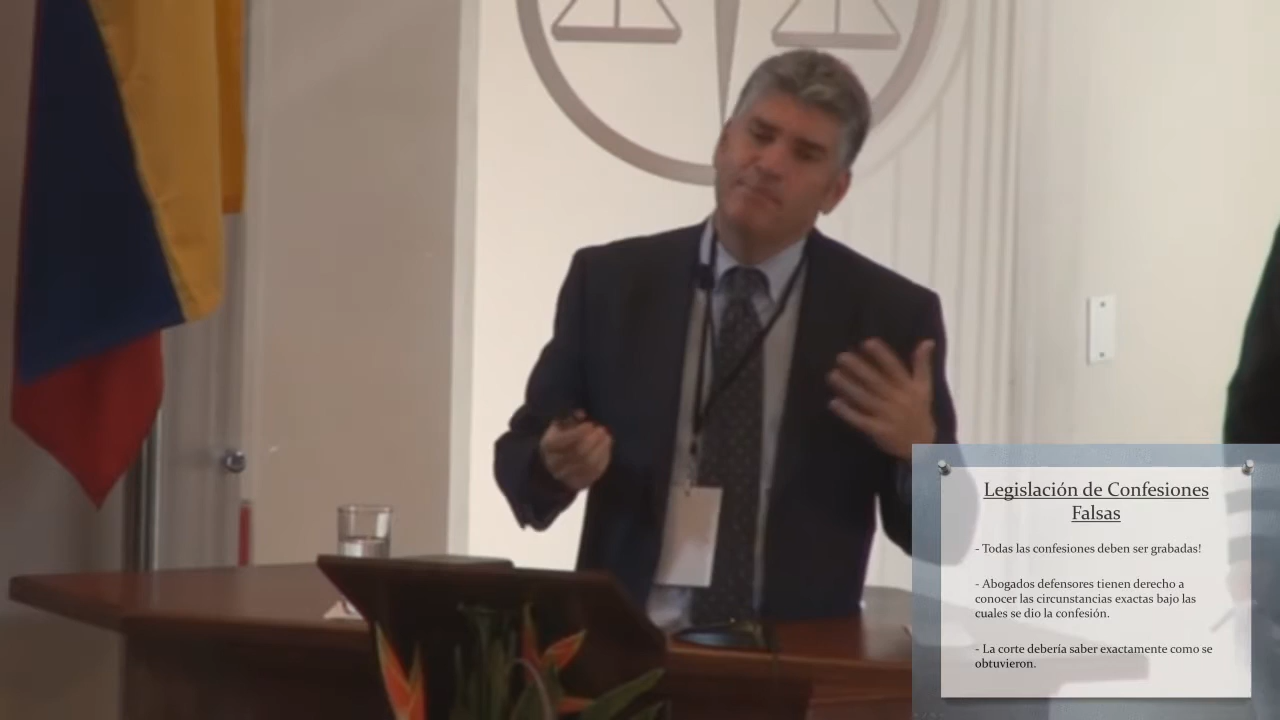 Legislación de Confesiones
Falsas
- Todas las confesiones deben ser grabadas!
- Abogados defensores tienen derecho a
conocer las circunstancias exactas bajo las
cuales se dio la confesión.
- La corte debería saber exactamente como se
obtuvieron.